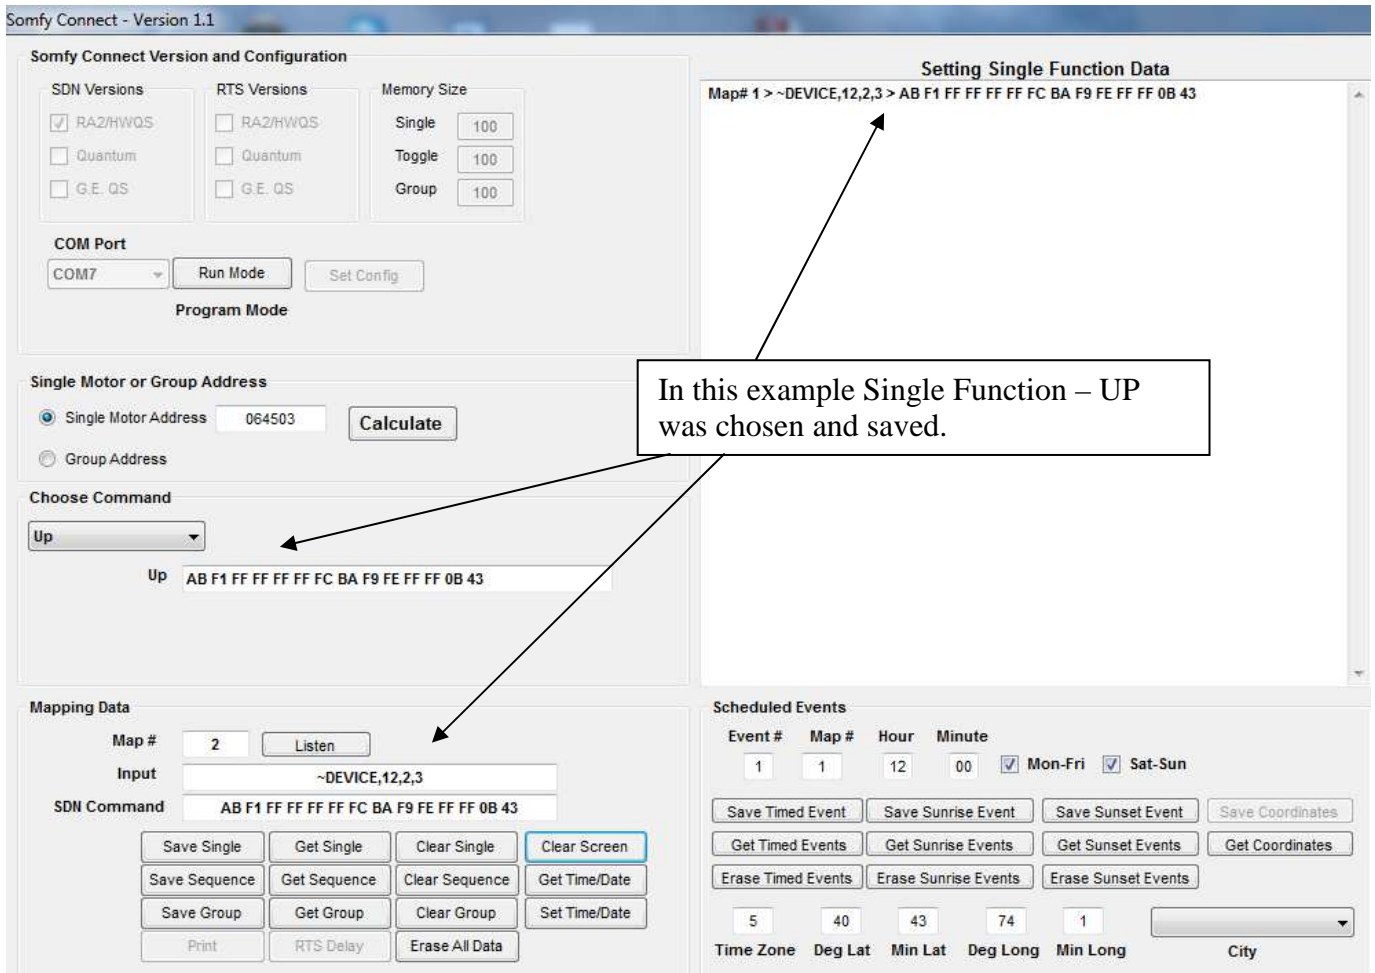 Somfy Connect - Version 1.1
Somfy Connect Version and Configuration
SDN Versions RTS Versions Memory Size
RA2/HWQS RA2/HWQS Single 100
Quantum Quantum Toggle 100
G.E. QS G.E. QS Group 100
COM Port
COM7 Run Mode Set Config
Program Mode
Setting Single Function Data
Map# 1 > ~DEVICE,12,2,3 > AB F1 FF FF FF FF FC BA F9 FE FF FF 0B 43
In this example Single Function – UP
was chosen and saved.
Single Motor or Group Address
Single Motor Address 064503 Calculate
Group Address
Choose Command
Up
Up AB F1 FF FF FF FF FC BA F9 FE FF FF 0B 43
Mapping Data
Map # 2 Listen
Input ~DEVICE,12,2,3
SDN Command AB F1 FF FF FF FF FC BA F9 FE FF FF 0B 43
Save Single Get Single Clear Single Clear Screen
Save Sequence Get Sequence Clear Sequence Get Time/Date
Save Group Get Group Clear Group Set Time/Date
Print RTS Delay Erase All Data
Scheduled Events
Event # Map # Hour Minute
1 1 12 00 Mon-Fri Sat-Sun
Save Timed Event Save Sunrise Event Save Sunset Event Save Coordinates
Get Timed Events Get Sunrise Events Get Sunset Events Get Coordinates
Erase Timed Events Erase Sunrise Events Erase Sunset Events
5 40 43 74 1
Time Zone Deg Lat Min Lat Deg Long Min Long City